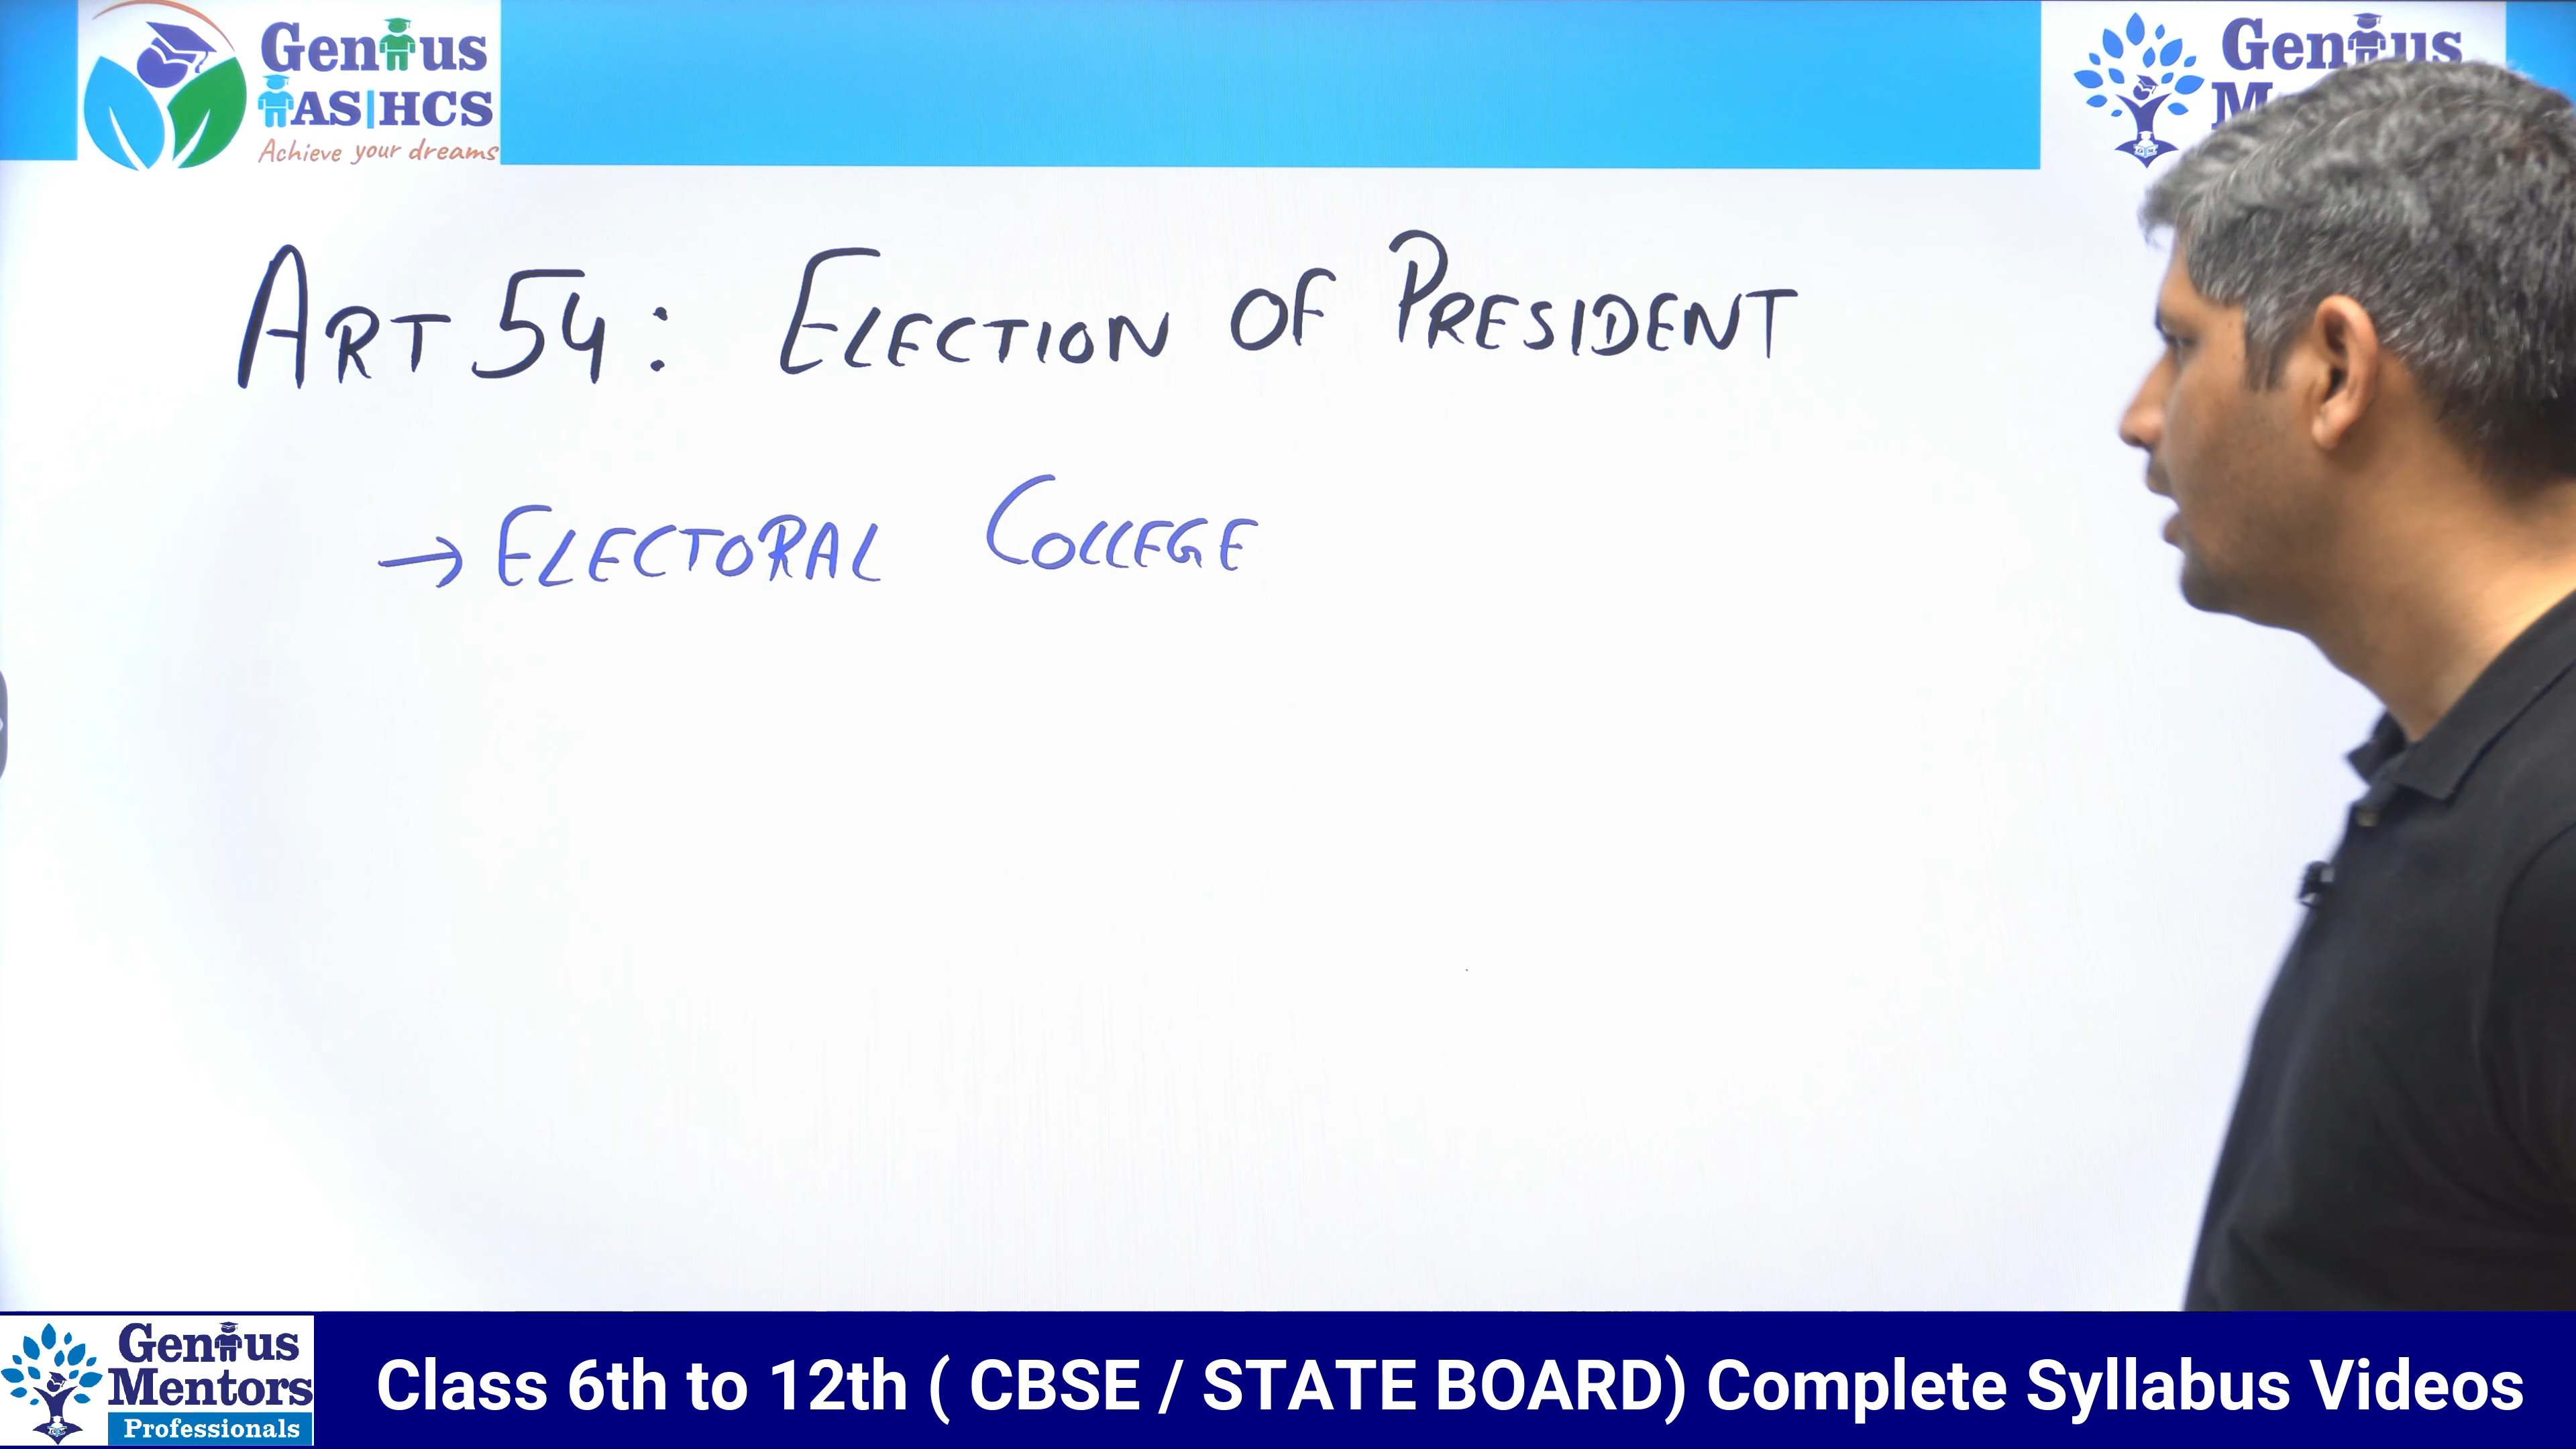 Genius
IAS|HCS
Achieve your dreams
Genius
ART 54: ELECTION OF PRESIDENT
→ ELECTORAL COLLEGE
Genius
Mentors
Professionals
Class 6th to 12th ( CBSE / STATE BOARD) Complete Syllabus Videos